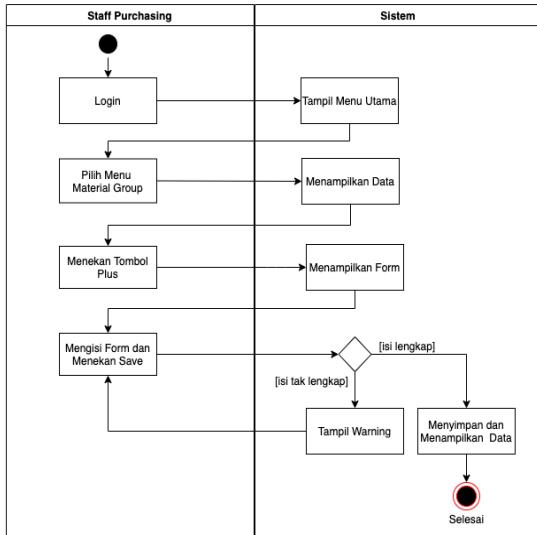 Staff Purchasing
Sistem
Login
Tampil Menu Utama
Pilih Menu
Material Group
Menampilkan Data
Menekan Tombol
Plus
Menampilkan Form
Mengisi Form dan
Menekan Save
[isi lengkap]
[isi tak lengkap]
Tampil Warning
Menyimpan dan
Menampilkan Data
Selesai